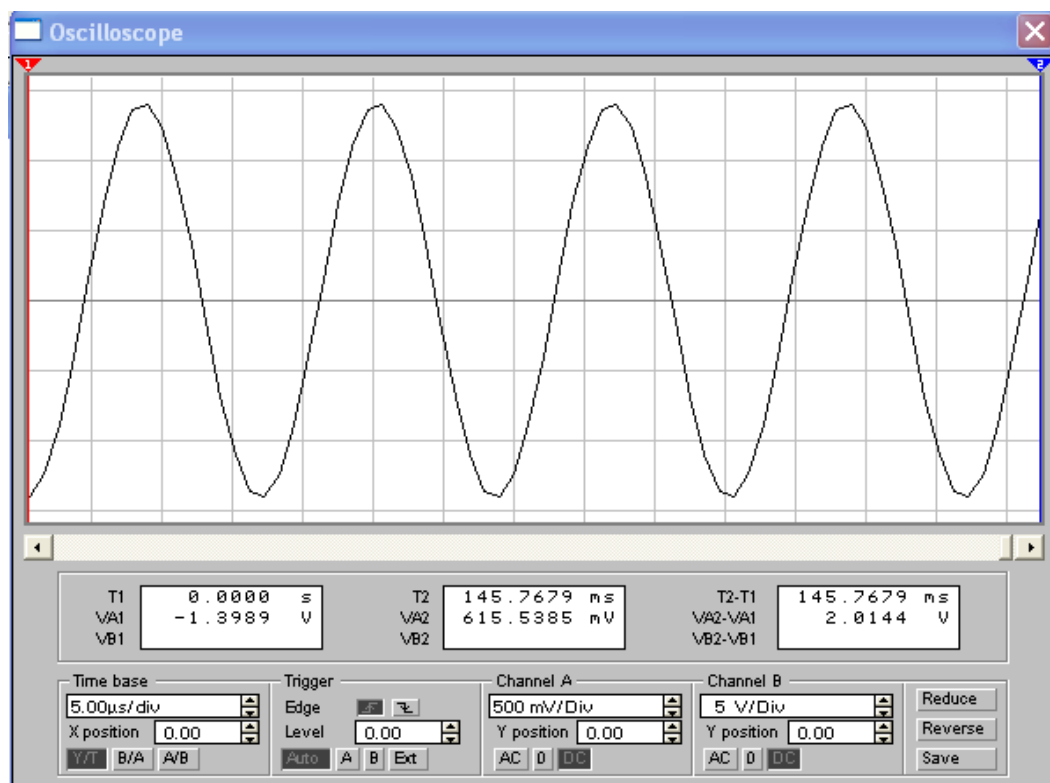 Oscilloscope
1 2
T1 0.0000 s T2 145.7679 ms T2-T1 145.7679 ms
VA1 -1.3989 V VA2 615.5385 mV VA2-VA1 2.0144 V
VB1 VB2 VB2-VB1
Time base Trigger Channel A Channel B
5.00µs/div Edge 500 mV/Div 5 V/Div Reduce
X position 0.00 Level 0.00 Y position 0.00 Y position 0.00 Reverse
Y/T B/A A/B Auto A B Ext AC 0 DC AC 0 DC Save